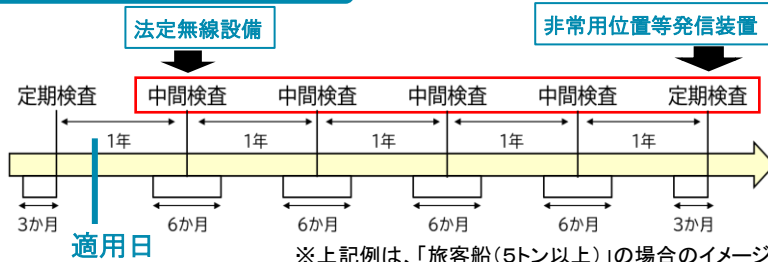 法定無線設備
非常用位置等発信装置
定期検査 中間検査 中間検査 中間検査 中間検査 定期検査
1年 1年 1年 1年 1年
3か月 6か月 6か月 6か月 6か月 3か月
適用日
※上記例は、「旅客船(5トン以上)」の場合のイメージ